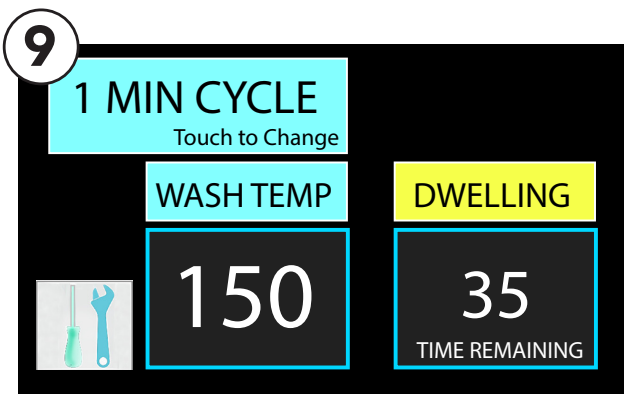 9
1 MIN CYCLE
Touch to Change
WASH TEMP
DWELLING
150
35
TIME REMAINING